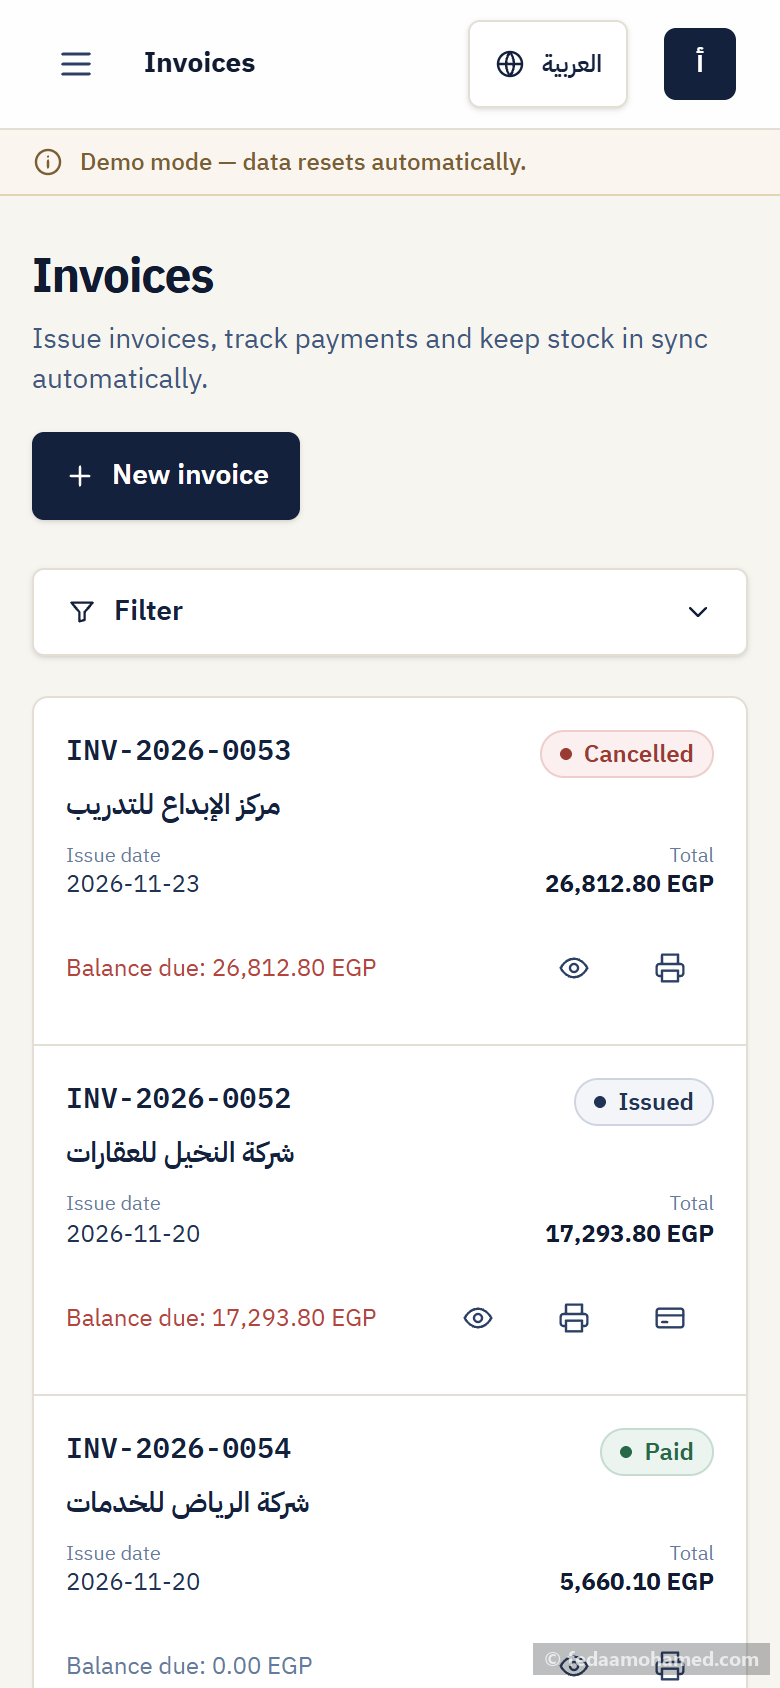 Invoices
العربية
أ
Demo mode — data resets automatically.
Invoices
Issue invoices, track payments and keep stock in sync
automatically.
New invoice
Filter
INV-2026-0053
Cancelled
مركز الإبداع للتدريب
Issue date
Total
2026-11-23
26,812.80 EGP
Balance due: 26,812.80 EGP
INV-2026-0052
Issued
شركة النخيل للعقارات
Issue date
Total
2026-11-20
17,293.80 EGP
Balance due: 17,293.80 EGP
INV-2026-0054
Paid
شركة الرياض للخدمات
Issue date
Total
2026-11-20
5,660.10 EGP
Balance due: 0.00 EGP
© fedaamohamed.com